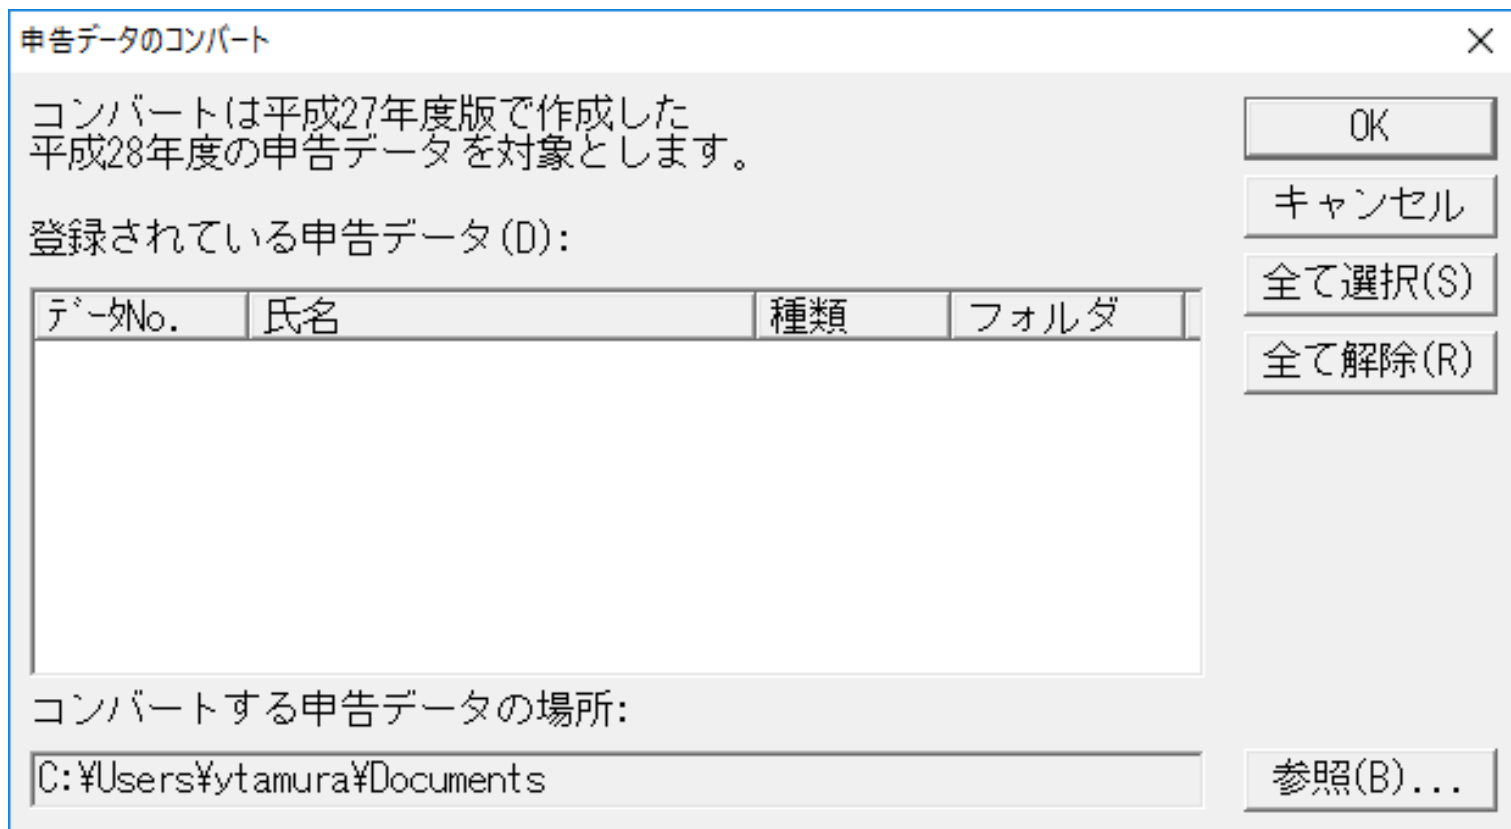 申告データのコンバート
コンバートは平成27年度版で作成した
平成28年度の申告データを対象とします。
OK
キャンセル
登録されている申告データ(D):
全て選択(S)
ﾃﾞｰﾀNo. 氏名 種類 フォルダ
全て解除(R)
コンバートする申告データの場所:
C:¥Users¥ytamura¥Documents
参照(B)...